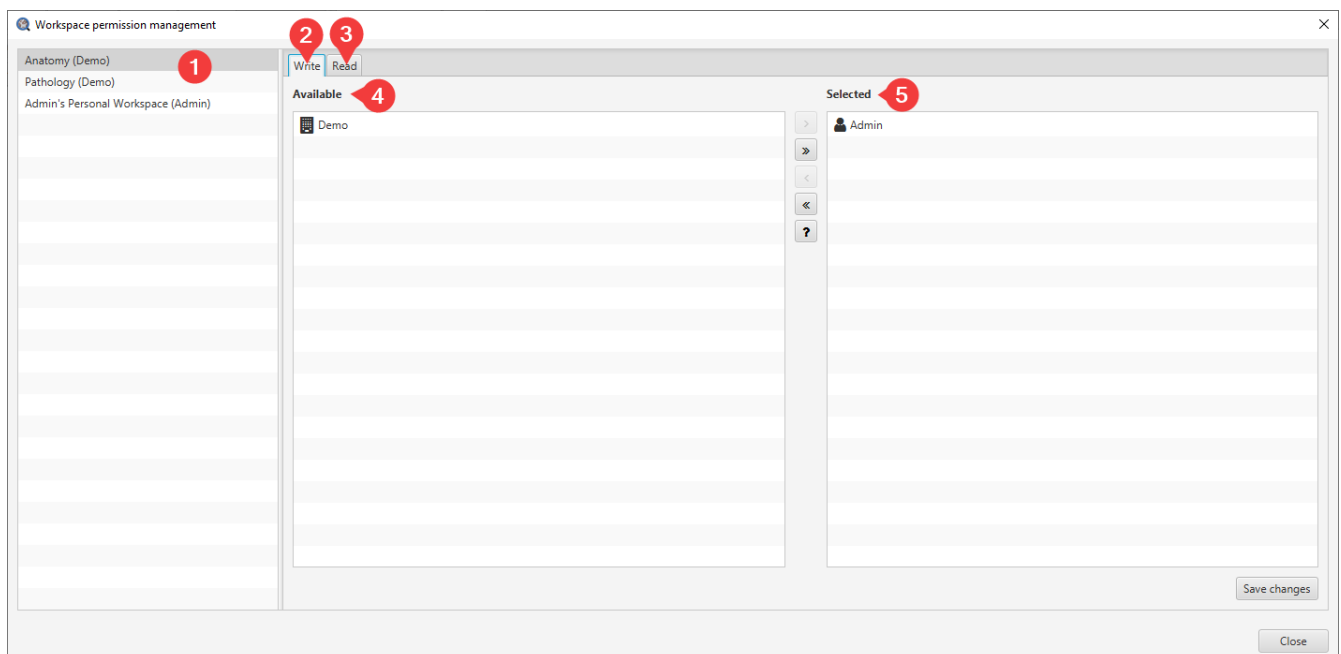 Workspace permission management
2 3
Anatomy (Demo)
1
Write Read
Pathology (Demo)
Available 4
Selected 5
Admin's Personal Workspace (Admin)
Demo
>
Admin
»
<
«
?
Save changes
Close